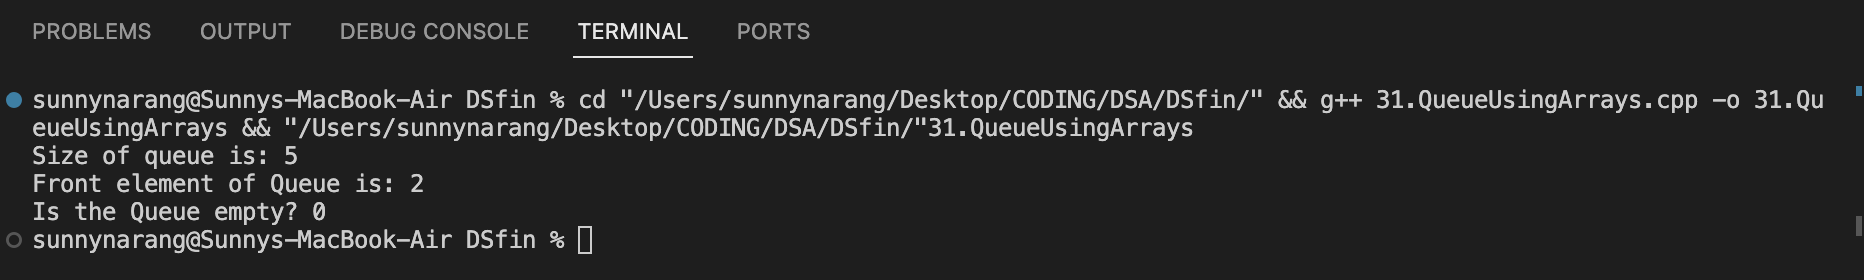 PROBLEMS OUTPUT DEBUG CONSOLE TERMINAL PORTS
sunnynarang@Sunnys-MacBook-Air DSfin % cd "/Users/sunnynarang/Desktop/CODING/DSA/DSfin/" && g++ 31.QueueUsingArrays.cpp -o 31.Qu
eueUsingArrays && "/Users/sunnynarang/Desktop/CODING/DSA/DSfin/"31.QueueUsingArrays
Size of queue is: 5
Front element of Queue is: 2
Is the Queue empty? 0
sunnynarang@Sunnys-MacBook-Air DSfin %